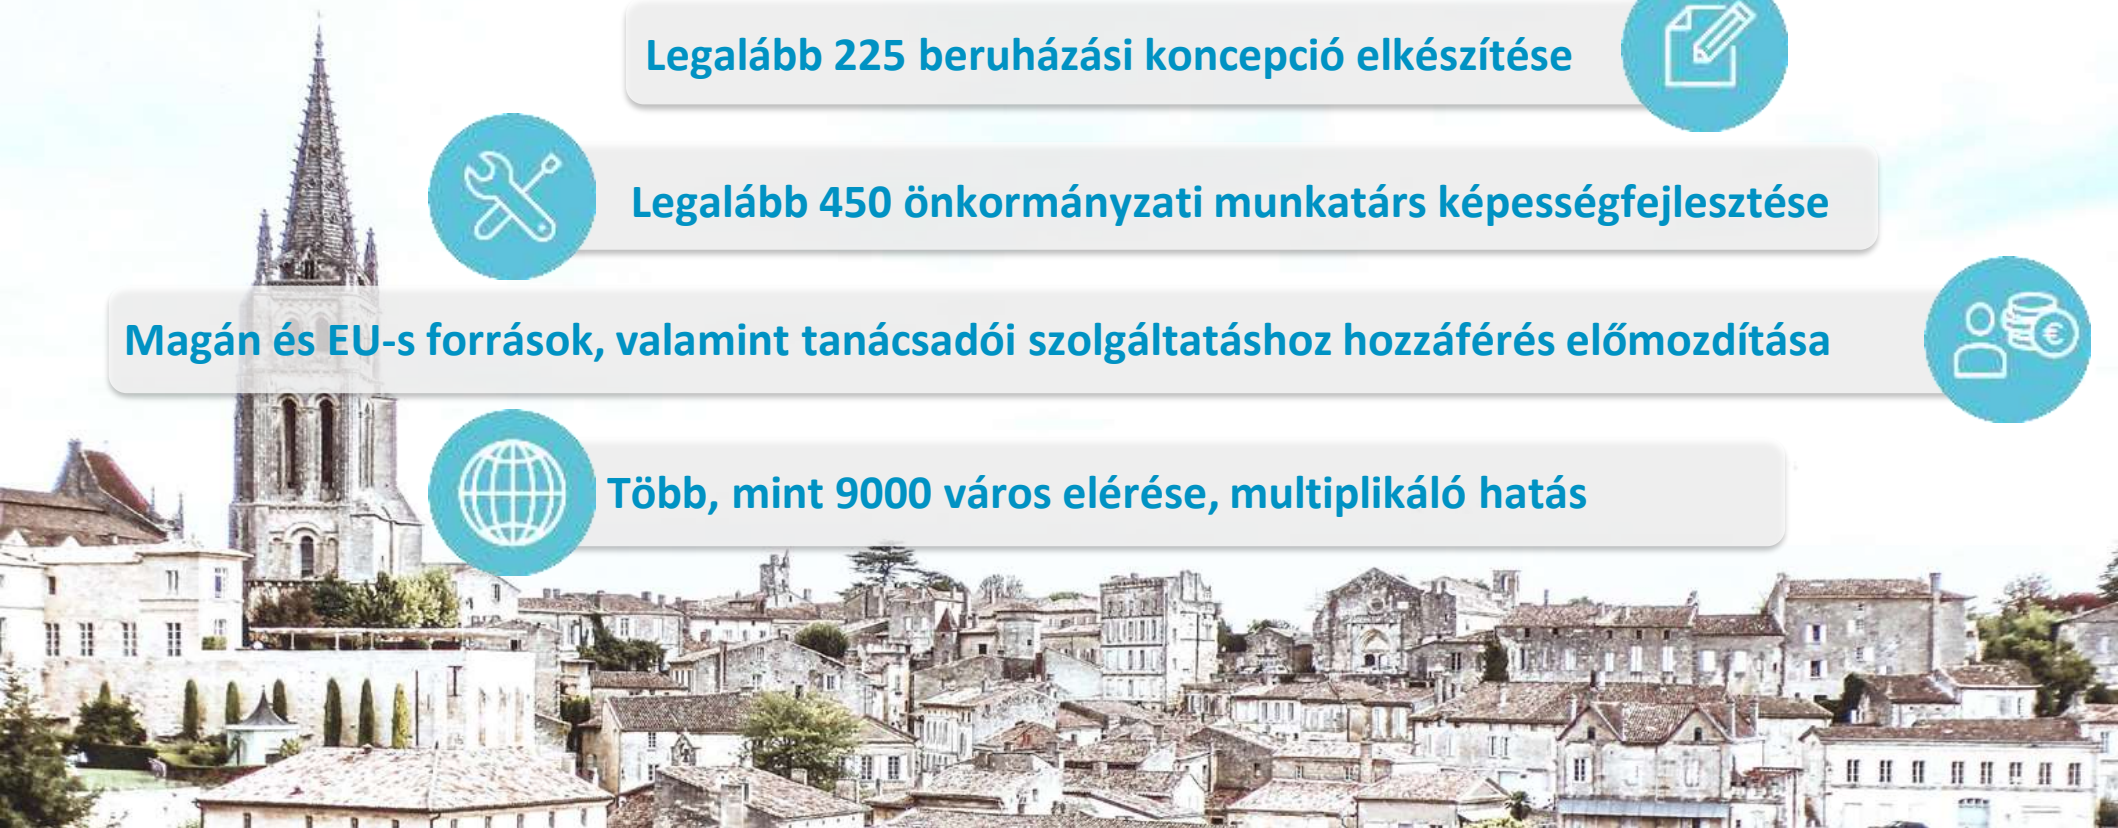 Legalább 225 beruházási koncepció elkészítése
Legalább 450 önkormányzati munkatárs képességfejlesztése
Magán és EU-s források, valamint tanácsadói szolgáltatáshoz hozzáférés előmozdítása
Több, mint 9000 város elérése, multiplikáló hatás